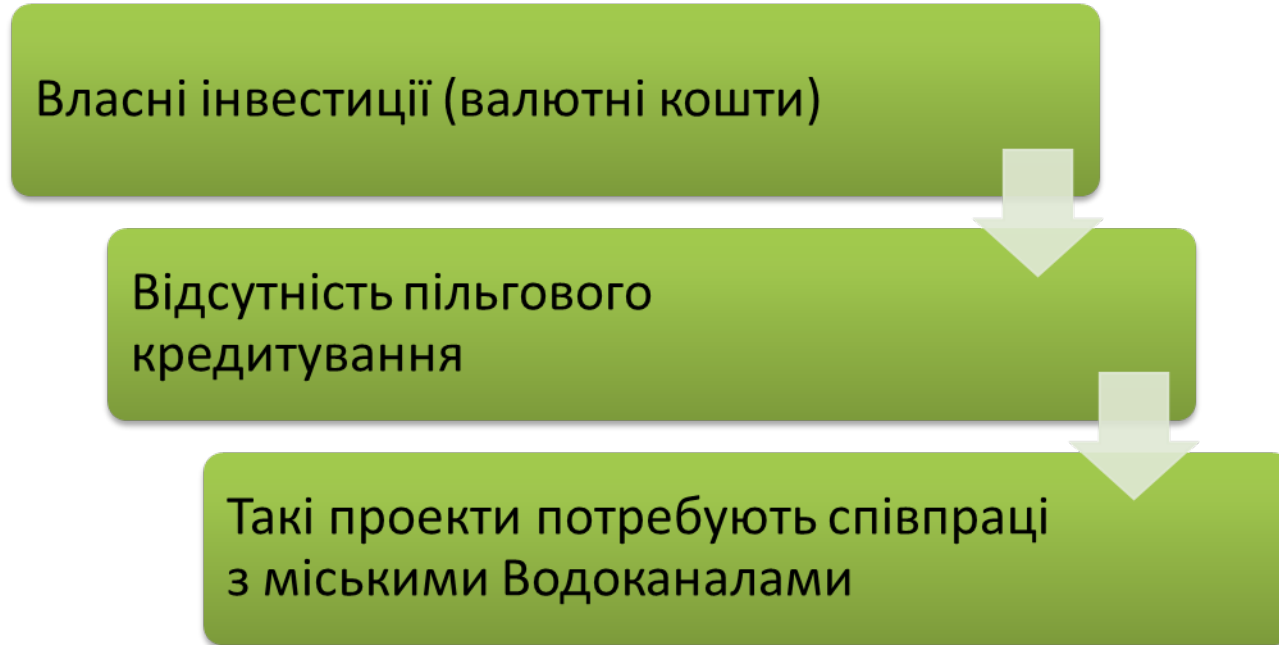 Власні інвестиції (валютні кошти)
Відсутність пільгового
кредитування
Такі проекти потребують співпраці
з міськими Водоканалами